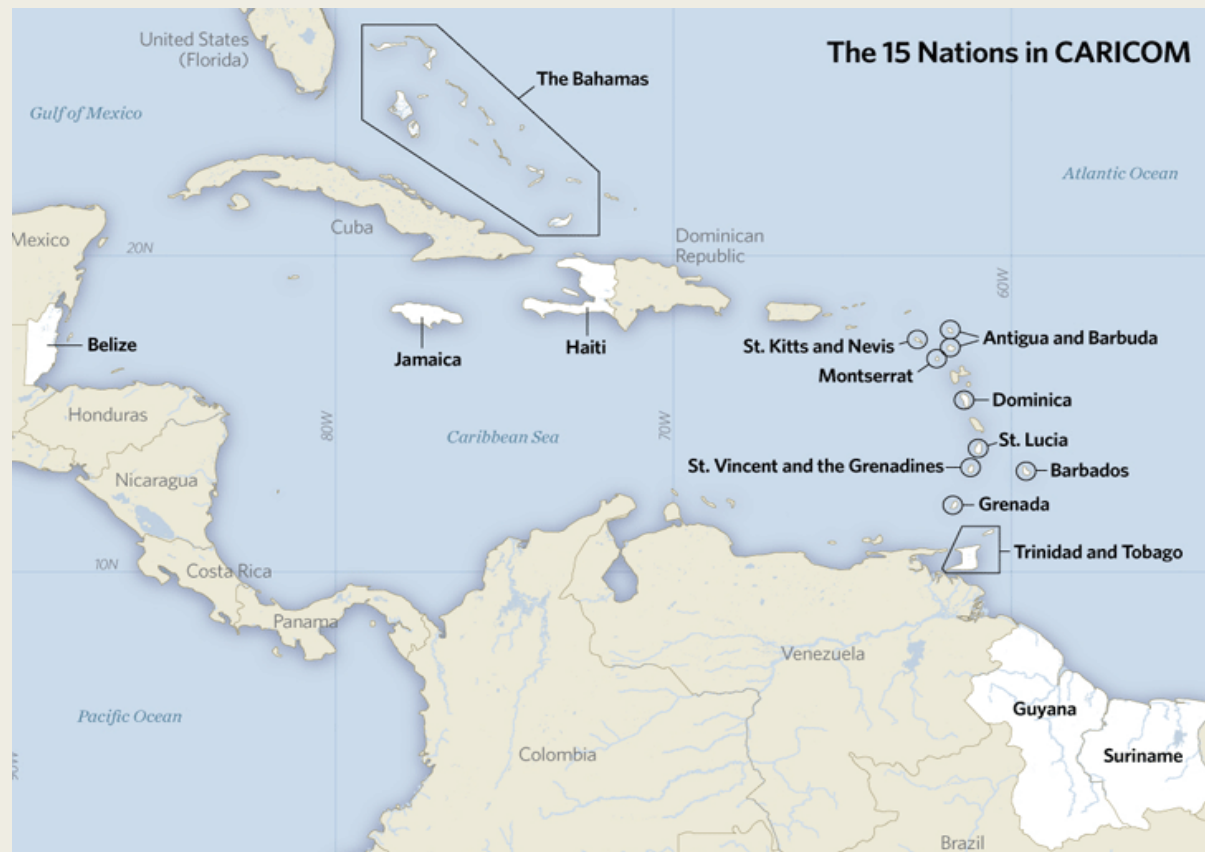 The 15 Nations in CARICOM
United States
(Florida)
The Bahamas
Gulf of Mexico
Atlantic Ocean
Cuba
Mexico
20N
Dominican
Republic
60W
Belize
Jamaica
Haiti
St. Kitts and Nevis
Antigua and Barbuda
Montserrat
Honduras
80W
Caribbean Sea
70W
Dominica
St. Lucia
St. Vincent and the Grenadines
Barbados
Nicaragua
Grenada
Trinidad and Tobago
10N
Costa Rica
Panama
Venezuela
Pacific Ocean
Guyana
Colombia
Suriname
Brazil